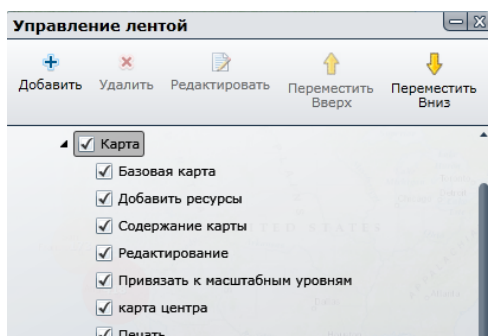 Управление лентой
Добавить Удалить Редактировать Переместить Вверх Переместить Вниз
Карта
Базовая карта
Добавить ресурсы
Содержание карты
Редактирование
Привязать к масштабным уровням
карта центра
Печать